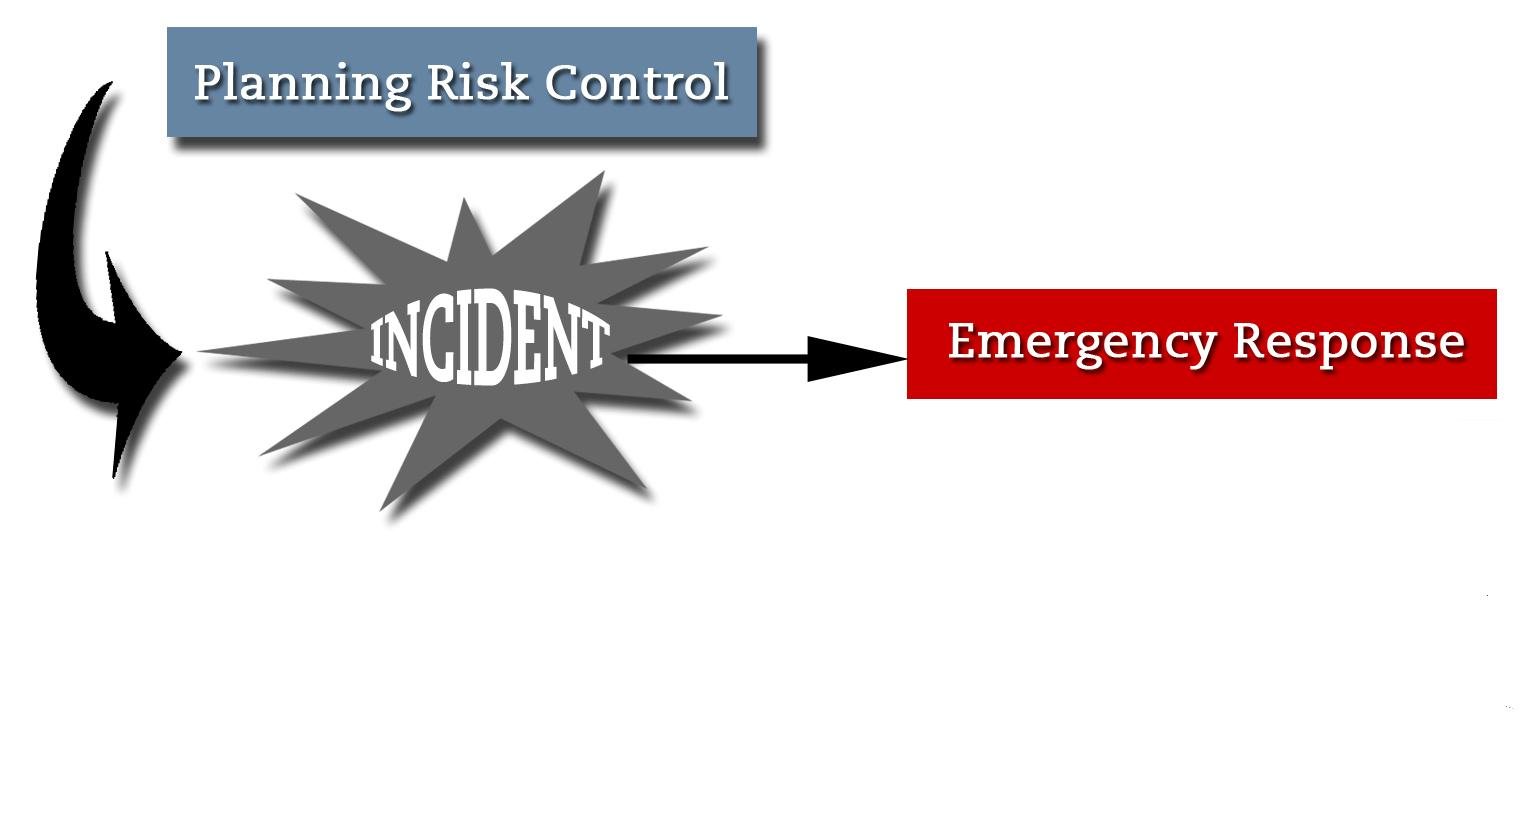 Planning Risk Control
INCIDENT
Emergency Response